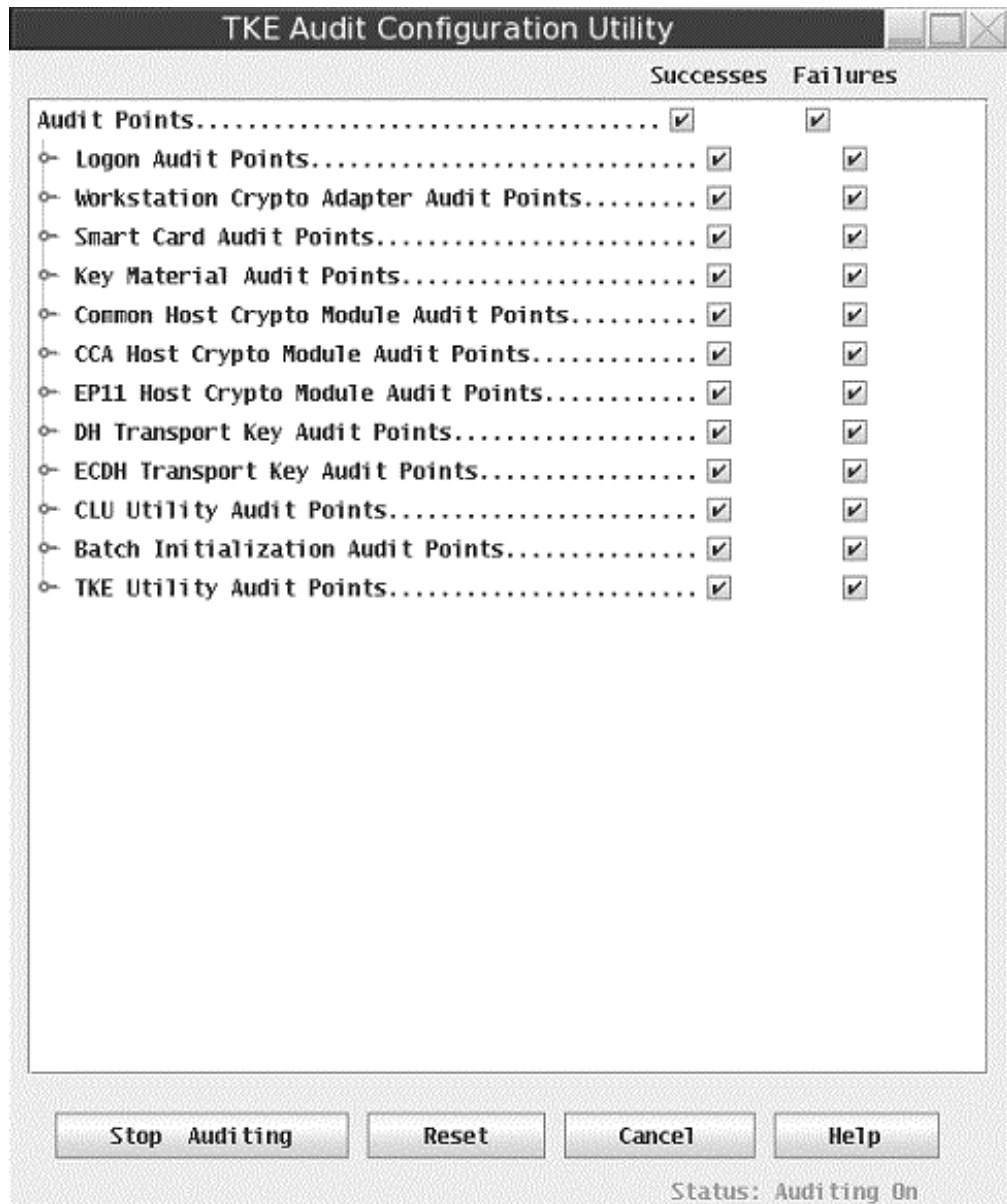 TKE Audit Configuration Utility
Successes Failures
Audit Points...................................
Logon Audit Points..............................
Workstation Crypto Adapter Audit Points.........
Smart Card Audit Points.........................
Key Material Audit Points.......................
Common Host Crypto Module Audit Points..........
CCA Host Crypto Module Audit Points.............
EP11 Host Crypto Module Audit Points............
DH Transport Key Audit Points...................
ECDH Transport Key Audit Points.................
CLU Utility Audit Points........................
Batch Initialization Audit Points...............
TKE Utility Audit Points........................
Stop Auditing Reset Cancel Help
Status: Auditing On